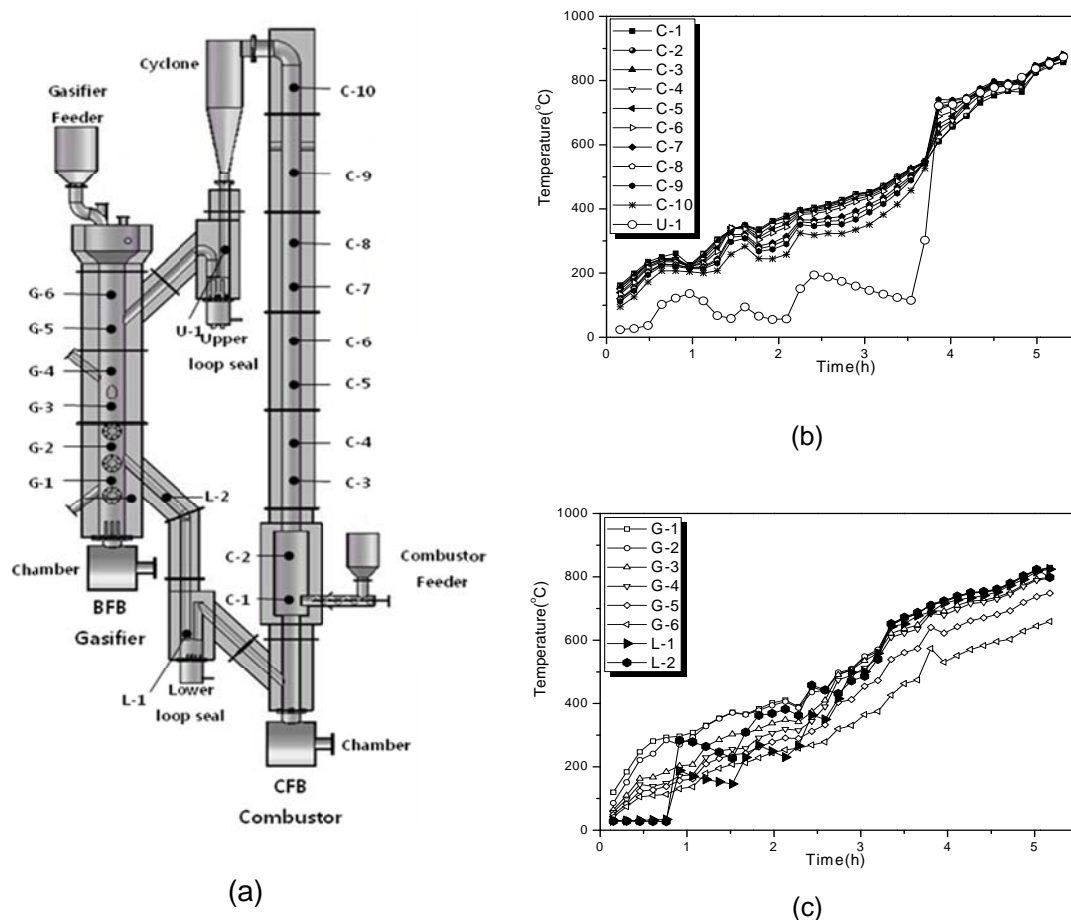 Cyclone
Gasifier
Feeder
C-10
C-9
C-8
C-7
C-6
C-5
C-4
C-3
C-2
C-1
G-6
G-5
G-4
G-3
G-2
G-1
U-1
Upper
loop seal
L-2
Combustor
Feeder
Chamber
BFB
Gasifier
L-1
Lower
loop seal
Chamber
CFB
Combustor
(a)
Temperature(°C)
1000
800
600
400
200
0
C-1
C-2
C-3
C-4
C-5
C-6
C-7
C-8
C-9
C-10
U-1
0 1 2 3 4 5
Time(h)
(b)
Temperature(°C)
1000
800
600
400
200
0
G-1
G-2
G-3
G-4
G-5
G-6
L-1
L-2
0 1 2 3 4 5
Time(h)
(c)